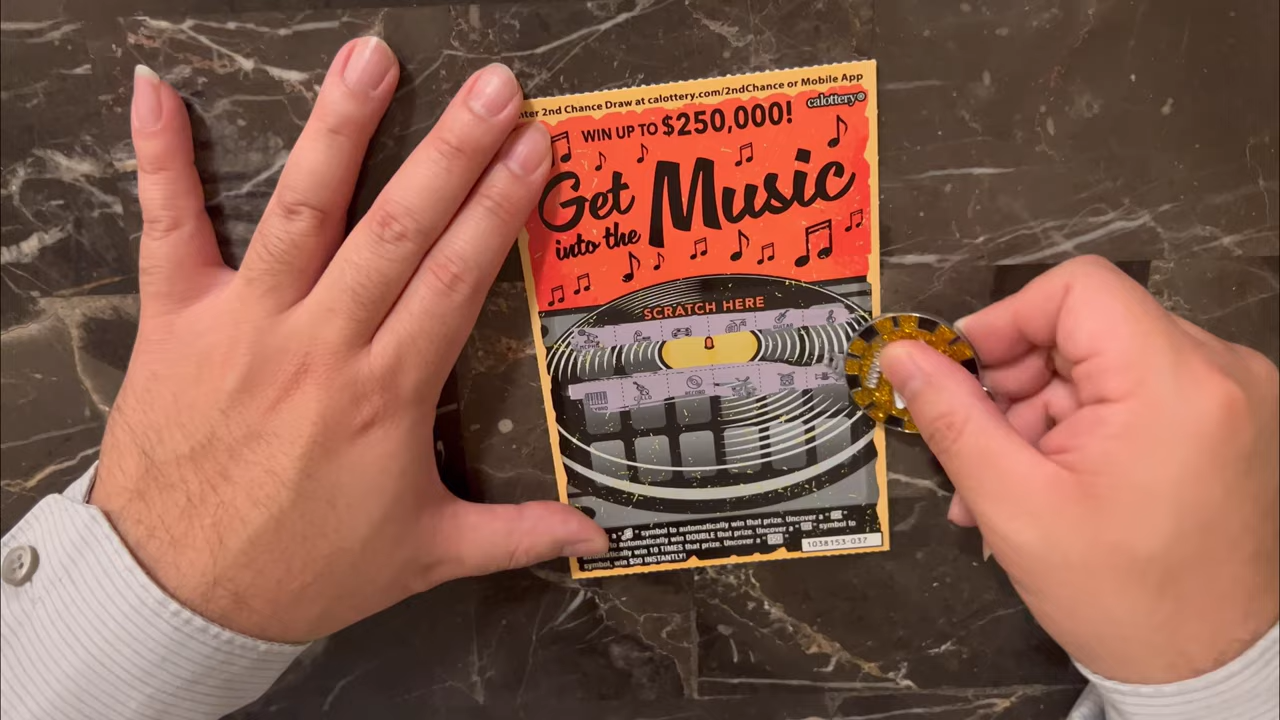 Enter 2nd Chance Draw at calottery.com/2ndChance or Mobile App
calottery®
WIN UP TO $250,000!
Get into the Music
SCRATCH HERE
GUITAR
CELLO
RECORD
a " " symbol to automatically win that prize. Uncover a " "
to automatically win DOUBLE that prize. Uncover a " " symbol to
automatically win 10 TIMES that prize. Uncover a " "
symbol, win $50 INSTANTLY!
1038153-037